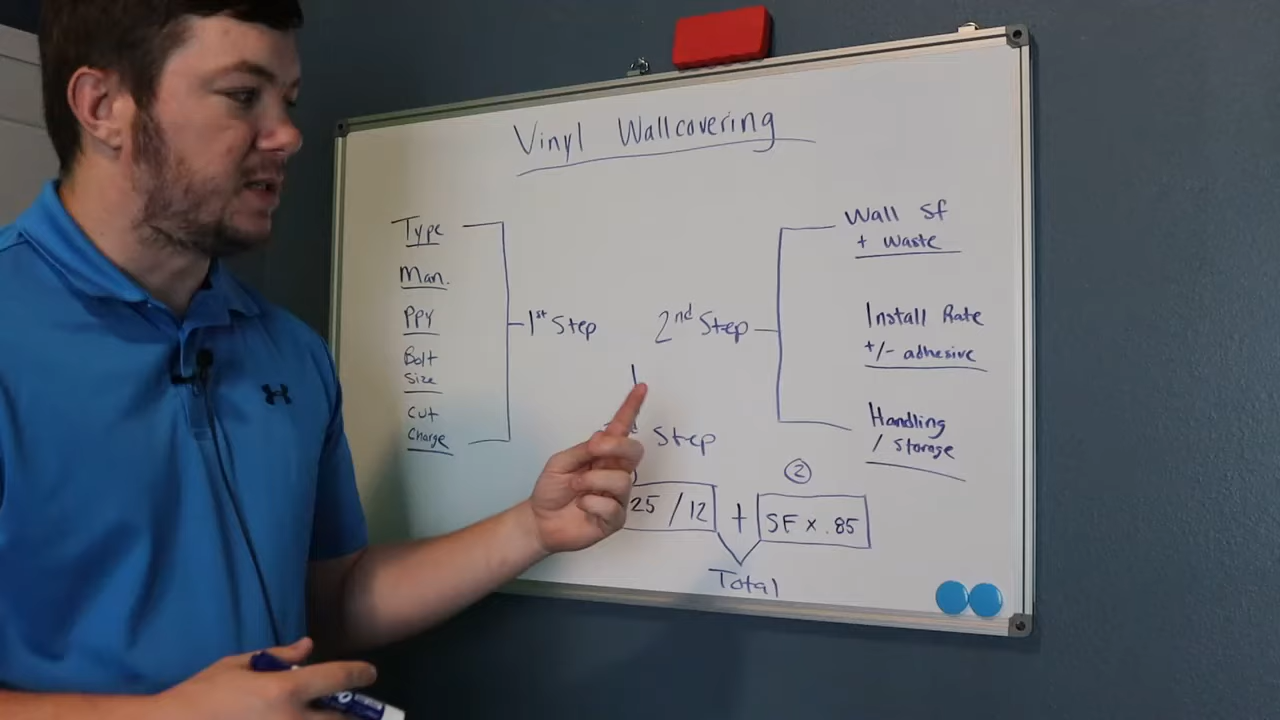 Vinyl Wallcovering
Type
Man.
PPY
Bolt
Size
Cut
Charge
1st Step
2nd Step
Wall Sf
+ Waste
Install Rate
+/- adhesive
Handling
/ Storage
Step
2
25 / 12
+
SF x .85
Total